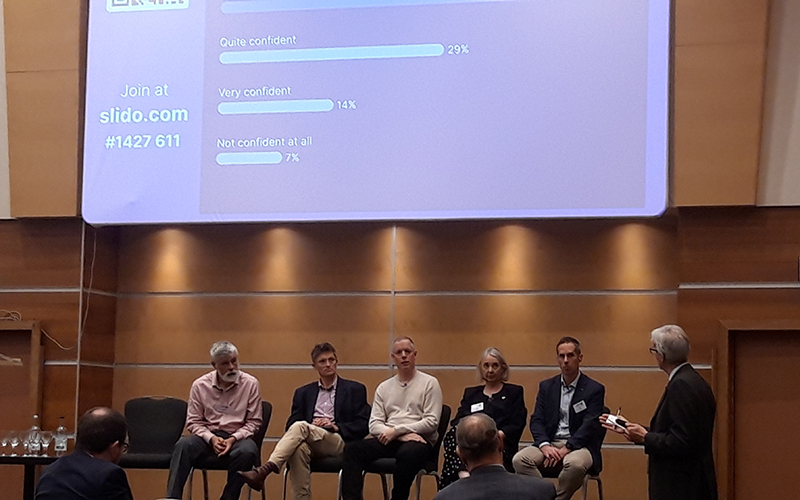 Quite confident
29%
Very confident
14%
Not confident at all
7%
Join at
slido.com
#1427 611